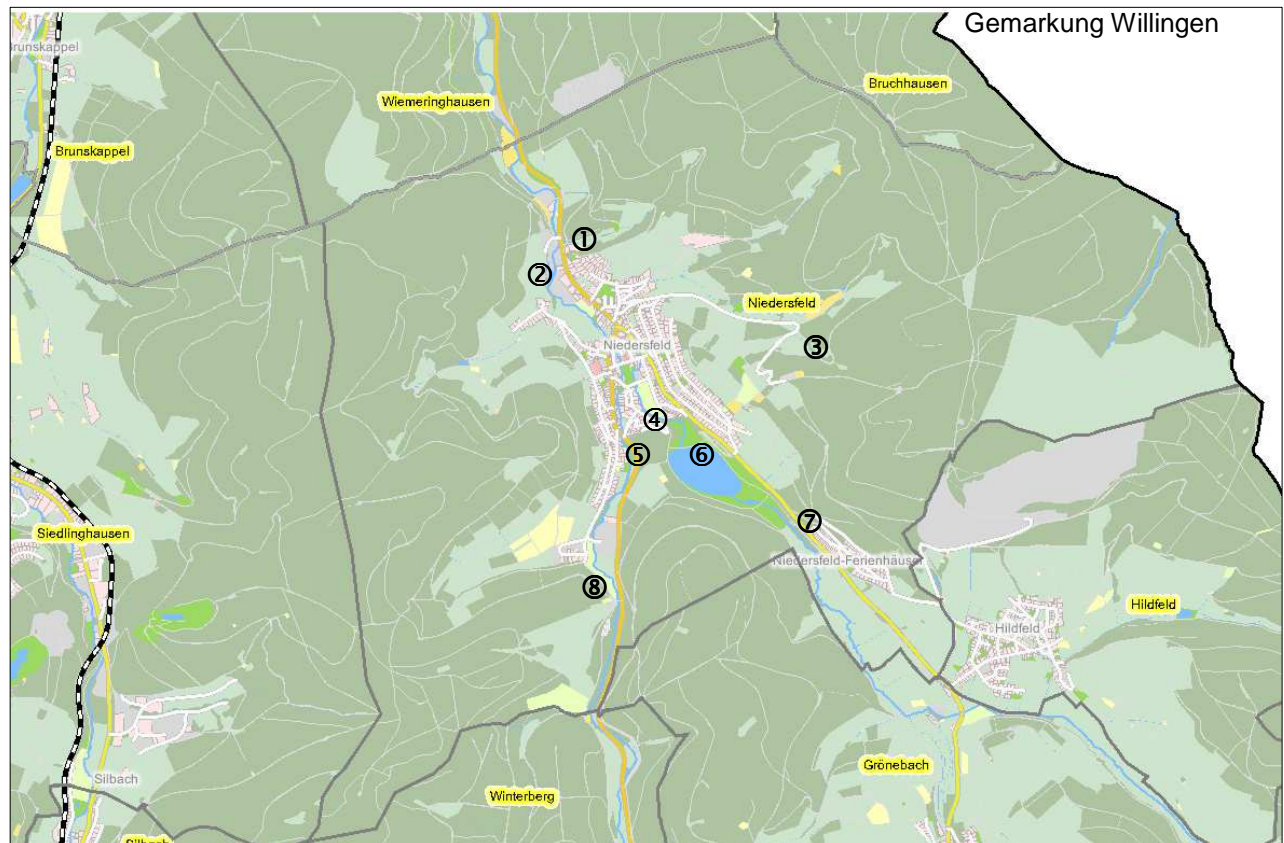 Gemarkung Willingen
Brunskappel
Bruchhausen
Wiemeringhausen
Brunskappel
①
②
Niedersfeld
Niedersfeld
③
④
⑤
⑥
⑦
Siedlinghausen
Niedersfeld-Ferienhäuser
⑧
Hildfeld
Hildfeld
Grönebach
Silbach
Winterberg
Silbach